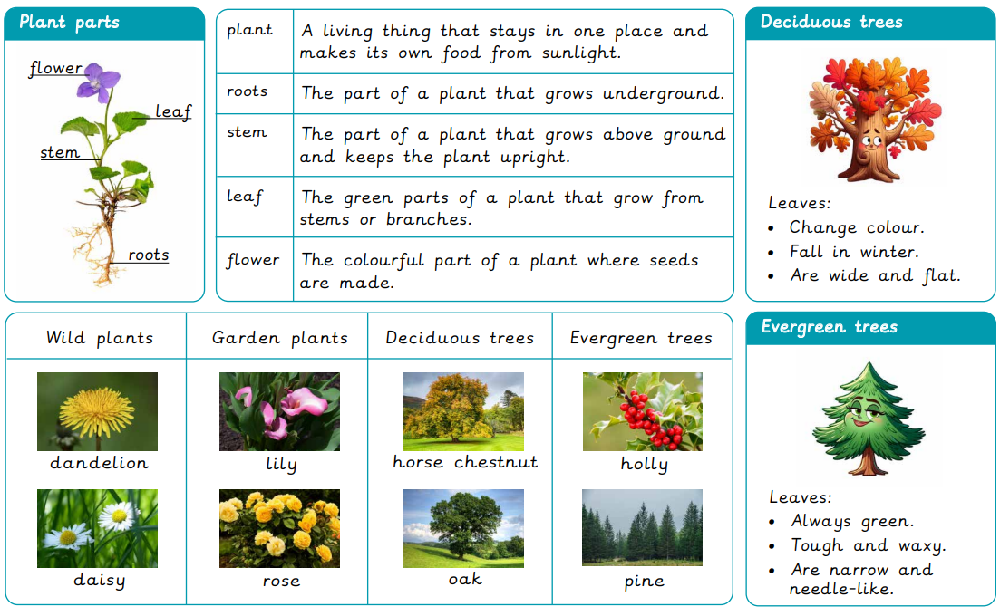 Plant parts
flower
leaf
stem
roots
plant
A living thing that stays in one place and
makes its own food from sunlight.
roots
The part of a plant that grows underground.
stem
The part of a plant that grows above ground
and keeps the plant upright.
leaf
The green parts of a plant that grow from
stems or branches.
flower
The colourful part of a plant where seeds
are made.
Deciduous trees
Leaves:
• Change colour.
• Fall in winter.
• Are wide and flat.
Wild plants
Garden plants
Deciduous trees
Evergreen trees
dandelion
lily
horse chestnut
holly
daisy
rose
oak
pine
Evergreen trees
Leaves:
• Always green.
• Tough and waxy.
• Are narrow and
needle-like.